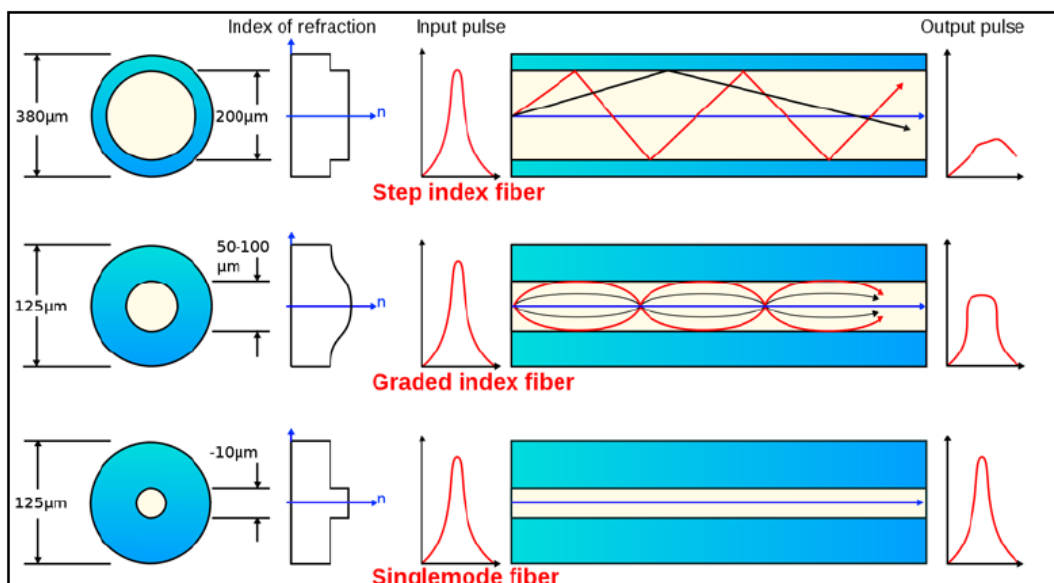 Index of refraction Input pulse Output pulse
380µm 200µm n
Step index fiber
50-100
µm
125µm n
Graded index fiber
-10µm
125µm n
Singlemode fiber